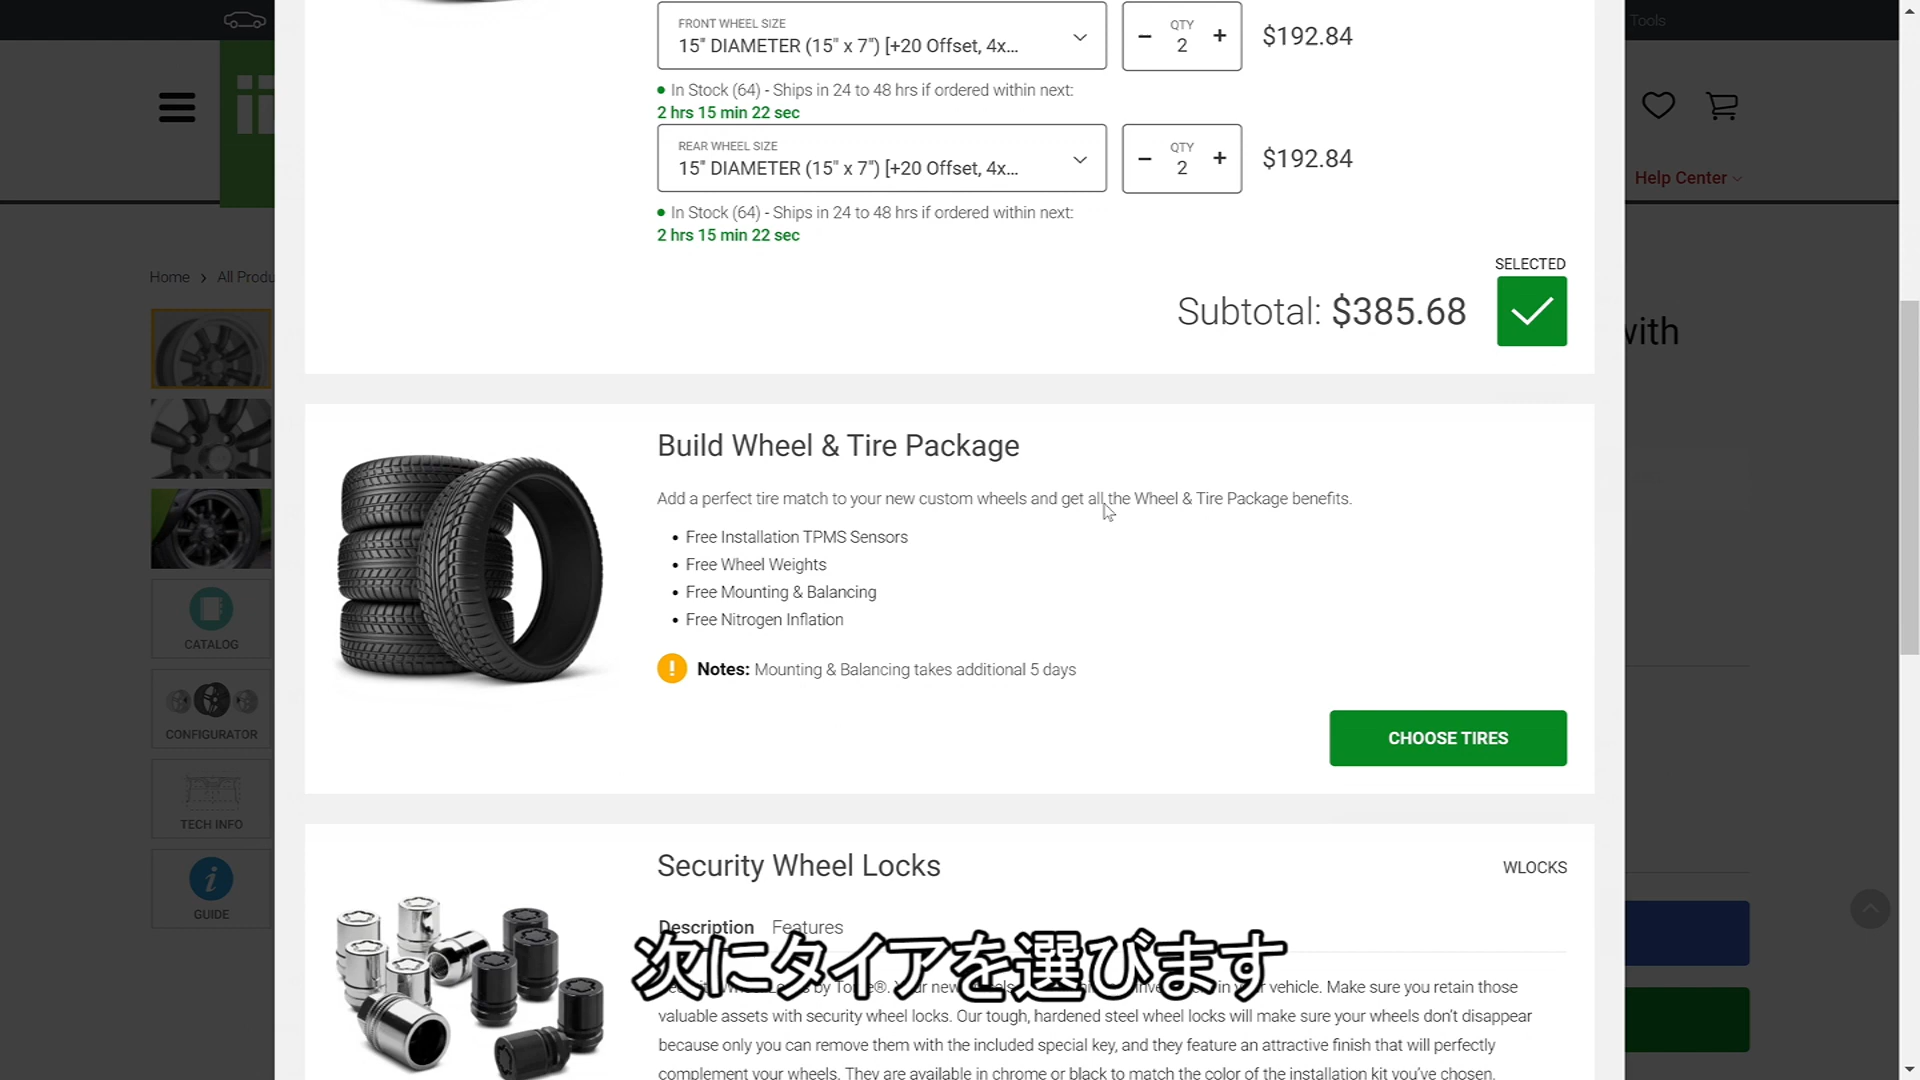 Tools
FRONT WHEEL SIZE
15" DIAMETER (15" x 7") [+20 Offset, 4x...
QTY
2
$192.84
In Stock (64) - Ships in 24 to 48 hrs if ordered within next:
2 hrs 15 min 22 sec
REAR WHEEL SIZE
15" DIAMETER (15" x 7") [+20 Offset, 4x...
QTY
2
$192.84
Help Center
In Stock (64) - Ships in 24 to 48 hrs if ordered within next:
2 hrs 15 min 22 sec
Home > All Produ
SELECTED
Subtotal: $385.68
with
Build Wheel & Tire Package
Add a perfect tire match to your new custom wheels and get all the Wheel & Tire Package benefits.
• Free Installation TPMS Sensors
• Free Wheel Weights
• Free Mounting & Balancing
• Free Nitrogen Inflation
! Notes: Mounting & Balancing takes additional 5 days
CHOOSE TIRES
CATALOG
CONFIGURATOR
TECH INFO
GUIDE
Security Wheel Locks
WLOCKS
Description Features
次にタイアを選びます
vehicle. Make sure you retain those
valuable assets with security wheel locks. Our tough, hardened steel wheel locks will make sure your wheels don't disappear
because only you can remove them with the included special key, and they feature an attractive finish that will perfectly
complement your wheels. They are available in chrome or black to match the color of the installation kit you've chosen.